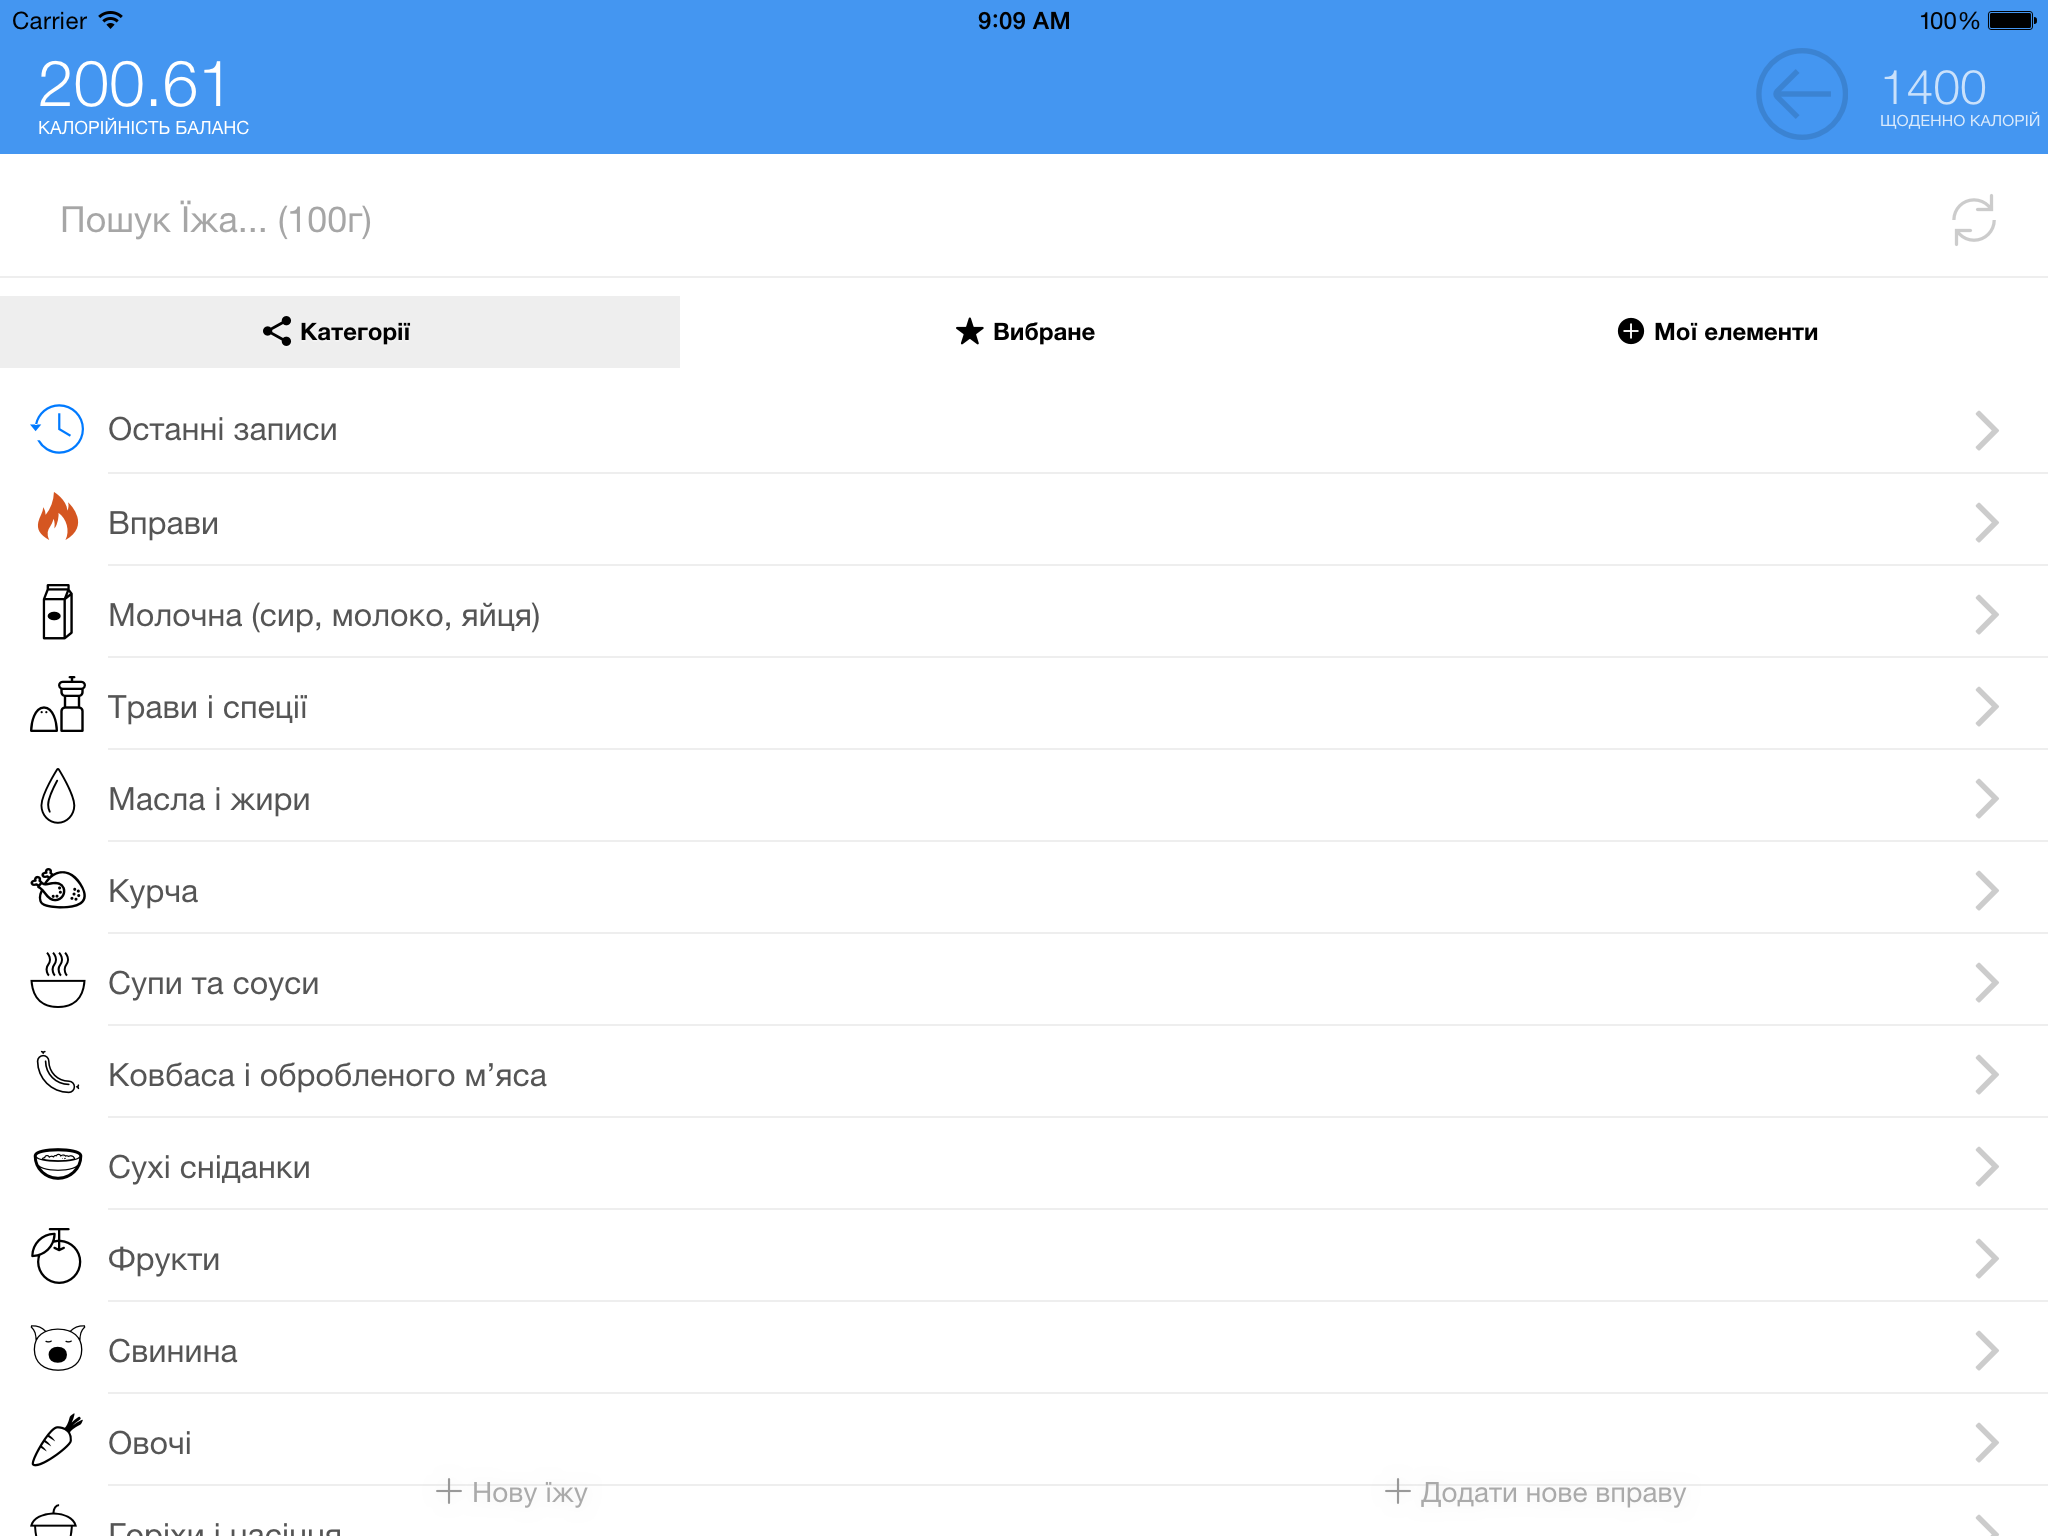 Carrier 9:09 AM 100%
200.61
КАЛОРІЙНІСТЬ БАЛАНС
1400
ЩОДЕННО КАЛОРІЙ
Пошук Їжа... (100г)
Категорії Вибране Мої елементи
Останні записи
Вправи
Молочна (сир, молоко, яйця)
Трави і спеції
Масла і жири
Курча
Супи та соуси
Ковбаса і обробленого м’яса
Сухі сніданки
Фрукти
Свинина
Овочі
Нову їжу Додати нове вправу
Горіхи і насіння